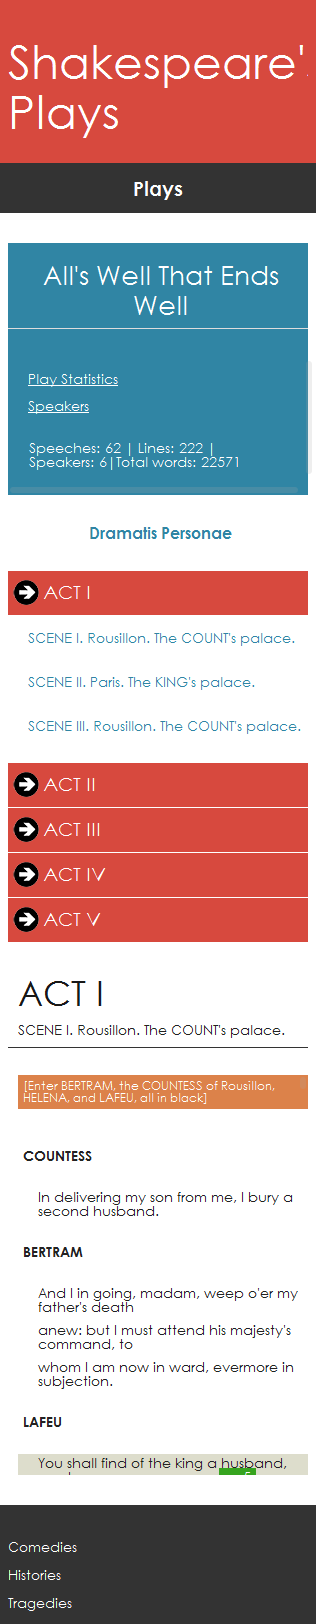 Shakespeare'
Plays
Plays
All's Well That Ends
Well
Play Statistics
Speakers
Speeches: 62 | Lines: 222 |
Speakers: 6|Total words: 22571
Dramatis Personae
ACT I
SCENE I. Rousillon. The COUNT's palace.
SCENE II. Paris. The KING's palace.
SCENE III. Rousillon. The COUNT's palace.
ACT II
ACT III
ACT IV
ACT V
ACT I
SCENE I. Rousillon. The COUNT's palace.
[Enter BERTRAM, the COUNTESS of Rousillon,
HELENA, and LAFEU, all in black]
COUNTESS
In delivering my son from me, I bury a
second husband.
BERTRAM
And I in going, madam, weep o'er my
father's death
anew: but I must attend his majesty's
command, to
whom I am now in ward, evermore in
subjection.
LAFEU
You shall find of the king a husband,
Comedies
Histories
Tragedies